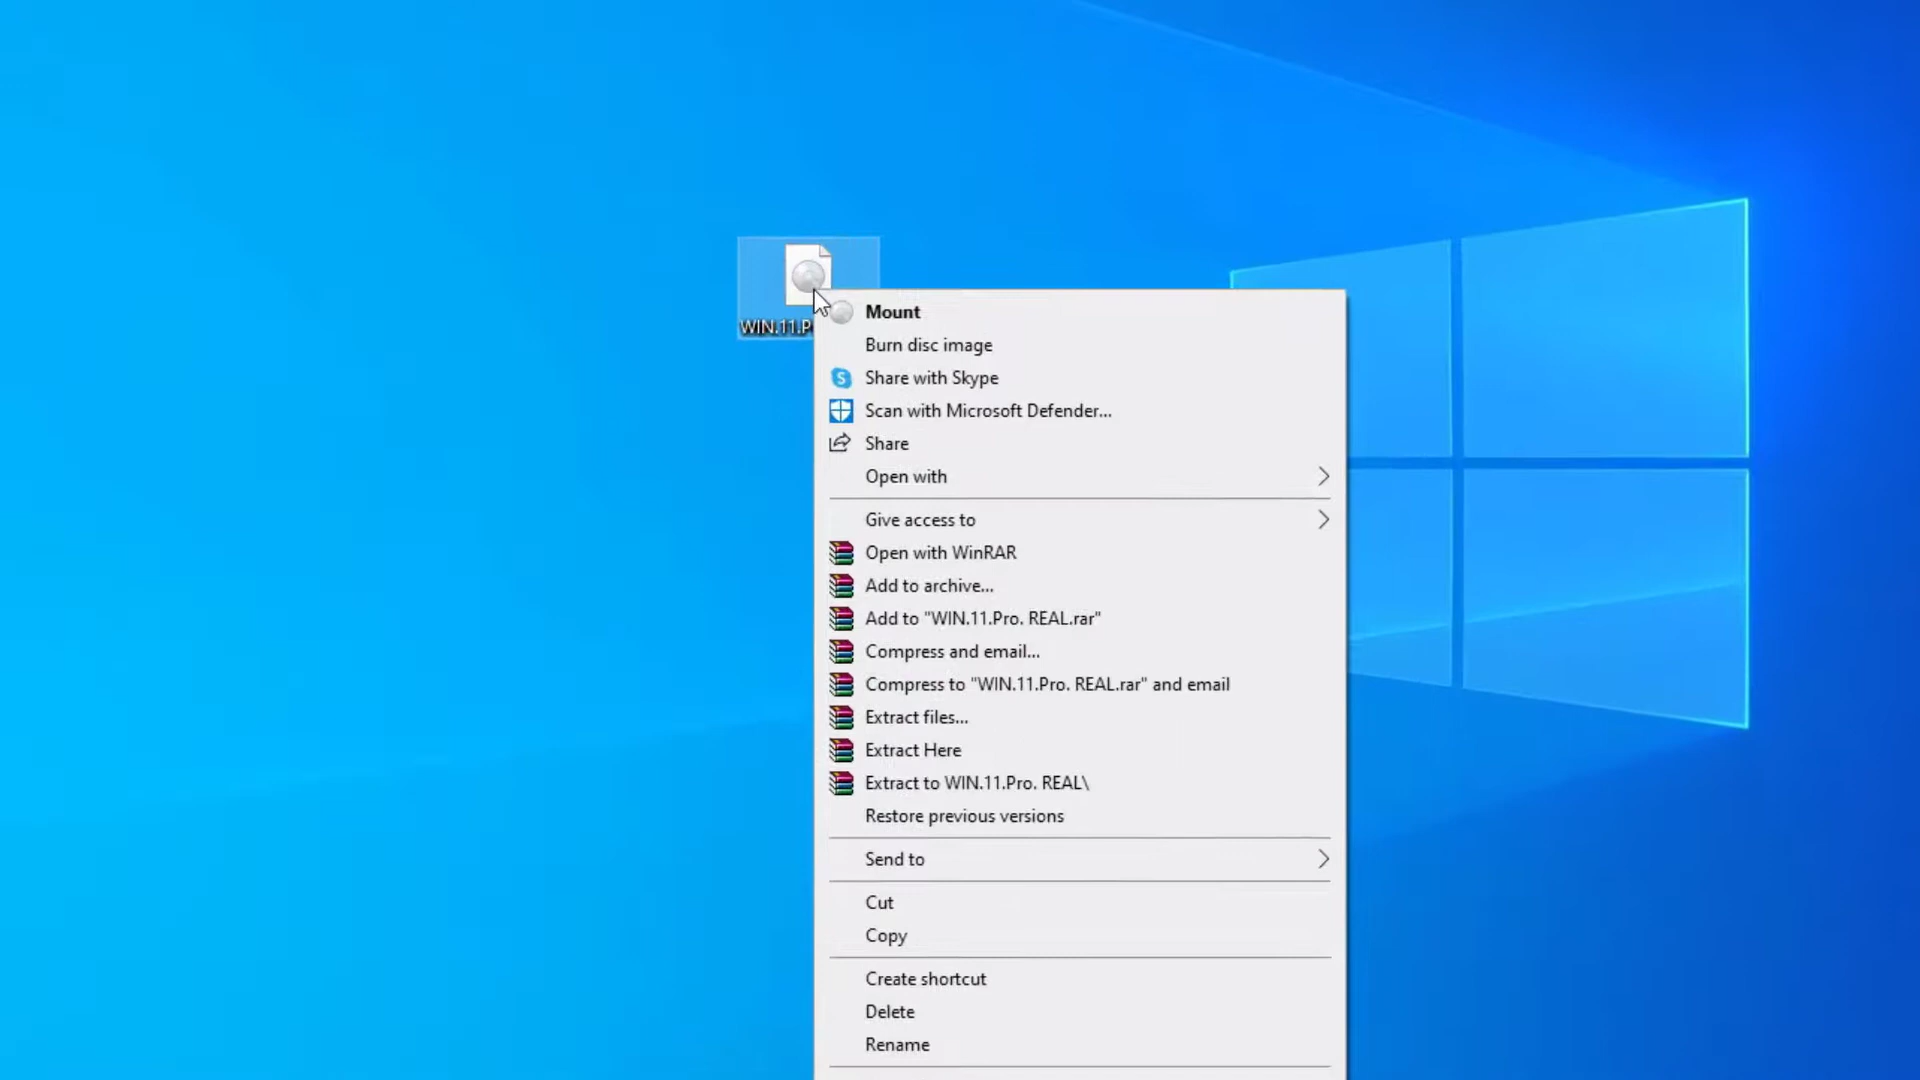 WIN.11.P
Mount
Burn disc image
Share with Skype
Scan with Microsoft Defender...
Share
Open with
Give access to
Open with WinRAR
Add to archive...
Add to "WIN.11.Pro. REAL.rar"
Compress and email...
Compress to "WIN.11.Pro. REAL.rar" and email
Extract files...
Extract Here
Extract to WIN.11.Pro. REAL\
Restore previous versions
Send to
Cut
Copy
Create shortcut
Delete
Rename